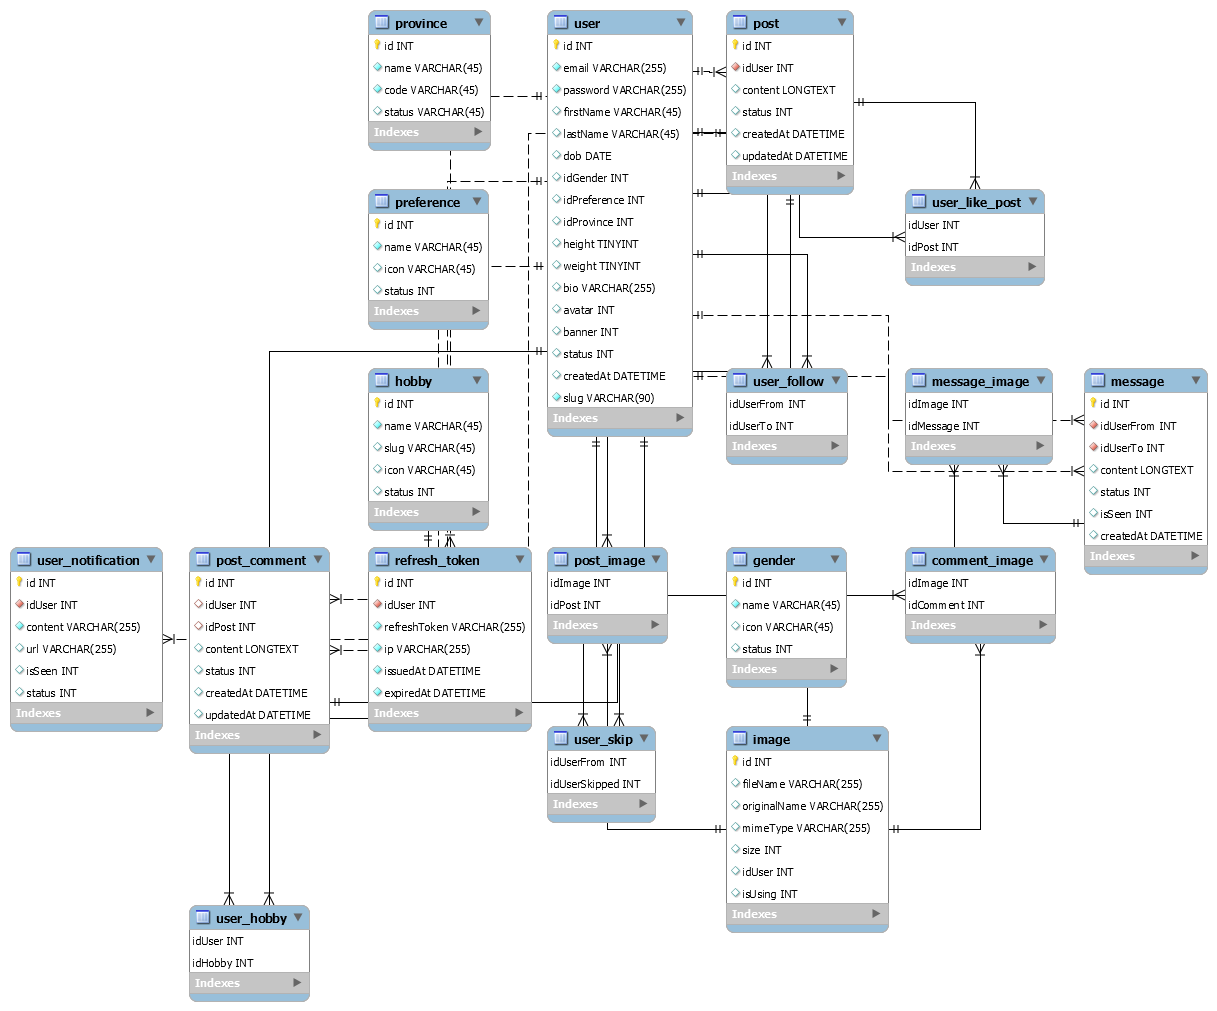 province
id INT
name VARCHAR(45)
code VARCHAR(45)
status VARCHAR(45)
Indexes
user
id INT
email VARCHAR(255)
password VARCHAR(255)
firstName VARCHAR(45)
lastName VARCHAR(45)
dob DATE
idGender INT
idPreference INT
idProvince INT
height TINYINT
weight TINYINT
bio VARCHAR(255)
avatar INT
banner INT
status INT
createdAt DATETIME
slug VARCHAR(90)
Indexes
post
id INT
idUser INT
content LONGTEXT
status INT
createdAt DATETIME
updatedAt DATETIME
Indexes
preference
id INT
name VARCHAR(45)
icon VARCHAR(45)
status INT
Indexes
user_like_post
idUser INT
idPost INT
Indexes
hobby
id INT
name VARCHAR(45)
slug VARCHAR(45)
icon VARCHAR(45)
status INT
Indexes
user_follow
idUserFrom INT
idUserTo INT
Indexes
message_image
idImage INT
idMessage INT
Indexes
message
id INT
idUserFrom INT
idUserTo INT
content LONGTEXT
status INT
isSeen INT
createdAt DATETIME
Indexes
user_notification
id INT
idUser INT
content VARCHAR(255)
url VARCHAR(255)
isSeen INT
status INT
Indexes
post_comment
id INT
idUser INT
idPost INT
content LONGTEXT
status INT
createdAt DATETIME
updatedAt DATETIME
Indexes
refresh_token
id INT
idUser INT
refreshToken VARCHAR(255)
ip VARCHAR(255)
issuedAt DATETIME
expiredAt DATETIME
Indexes
post_image
idImage INT
idPost INT
Indexes
gender
id INT
name VARCHAR(45)
icon VARCHAR(45)
status INT
Indexes
comment_image
idImage INT
idComment INT
Indexes
user_skip
idUserFrom INT
idUserSkipped INT
Indexes
image
id INT
fileName VARCHAR(255)
originalName VARCHAR(255)
mimeType VARCHAR(255)
size INT
idUser INT
isUsing INT
Indexes
user_hobby
idUser INT
idHobby INT
Indexes